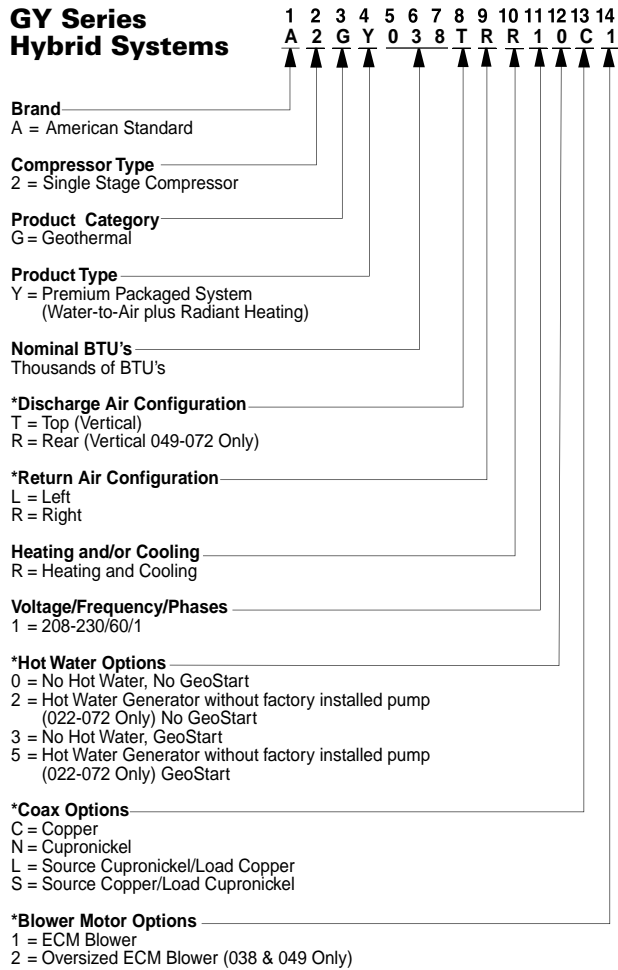 GY Series
Hybrid Systems
1 2 3 4 5 6 7 8 9 10 11 12 13 14
A 2 G Y 0 3 8 T R R 1 0 C 1
Brand
A = American Standard
Compressor Type
2 = Single Stage Compressor
Product Category
G = Geothermal
Product Type
Y = Premium Packaged System
(Water-to-Air plus Radiant Heating)
Nominal BTU's
Thousands of BTU's
*Discharge Air Configuration
T = Top (Vertical)
R = Rear (Vertical 049-072 Only)
*Return Air Configuration
L = Left
R = Right
Heating and/or Cooling
R = Heating and Cooling
Voltage/Frequency/Phases
1 = 208-230/60/1
*Hot Water Options
0 = No Hot Water, No GeoStart
2 = Hot Water Generator without factory installed pump
(022-072 Only) No GeoStart
3 = No Hot Water, GeoStart
5 = Hot Water Generator without factory installed pump
(022-072 Only) GeoStart
*Coax Options
C = Copper
N = Cupronickel
L = Source Cupronickel/Load Copper
S = Source Copper/Load Cupronickel
*Blower Motor Options
1 = ECM Blower
2 = Oversized ECM Blower (038 & 049 Only)